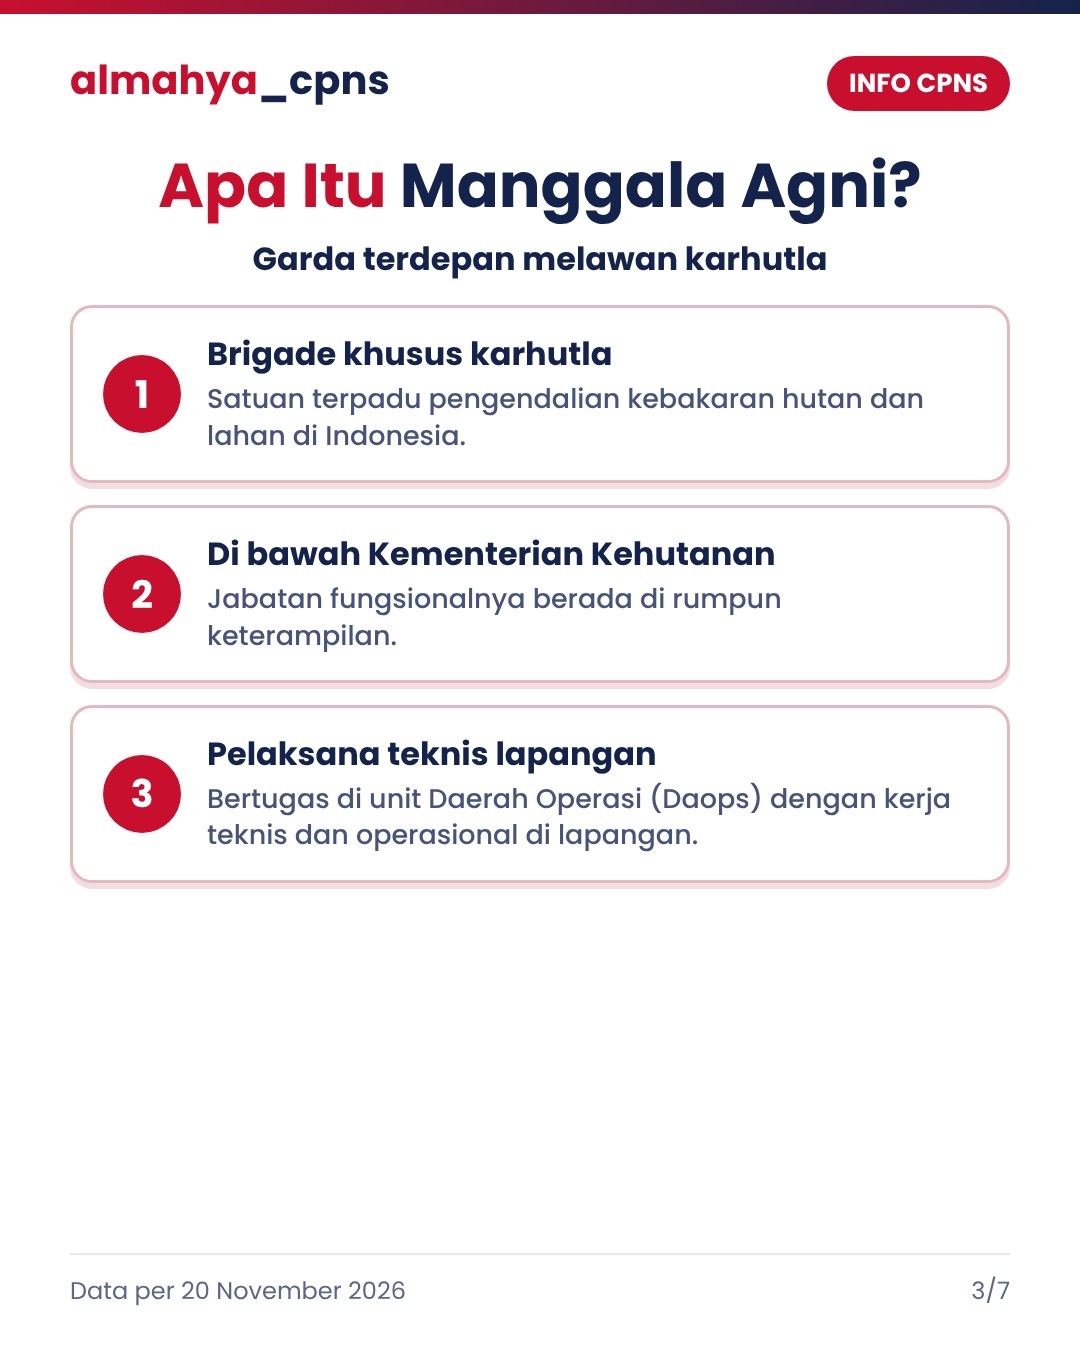 almahya_cpns
INFO CPNS
Apa Itu Manggala Agni?
Garda terdepan melawan karhutla
1
Brigade khusus karhutla
Satuan terpadu pengendalian kebakaran hutan dan
lahan di Indonesia.
2
Di bawah Kementerian Kehutanan
Jabatan fungsionalnya berada di rumpun
keterampilan.
3
Pelaksana teknis lapangan
Bertugas di unit Daerah Operasi (Daops) dengan kerja
teknis dan operasional di lapangan.
Data per 20 November 2026
3/7